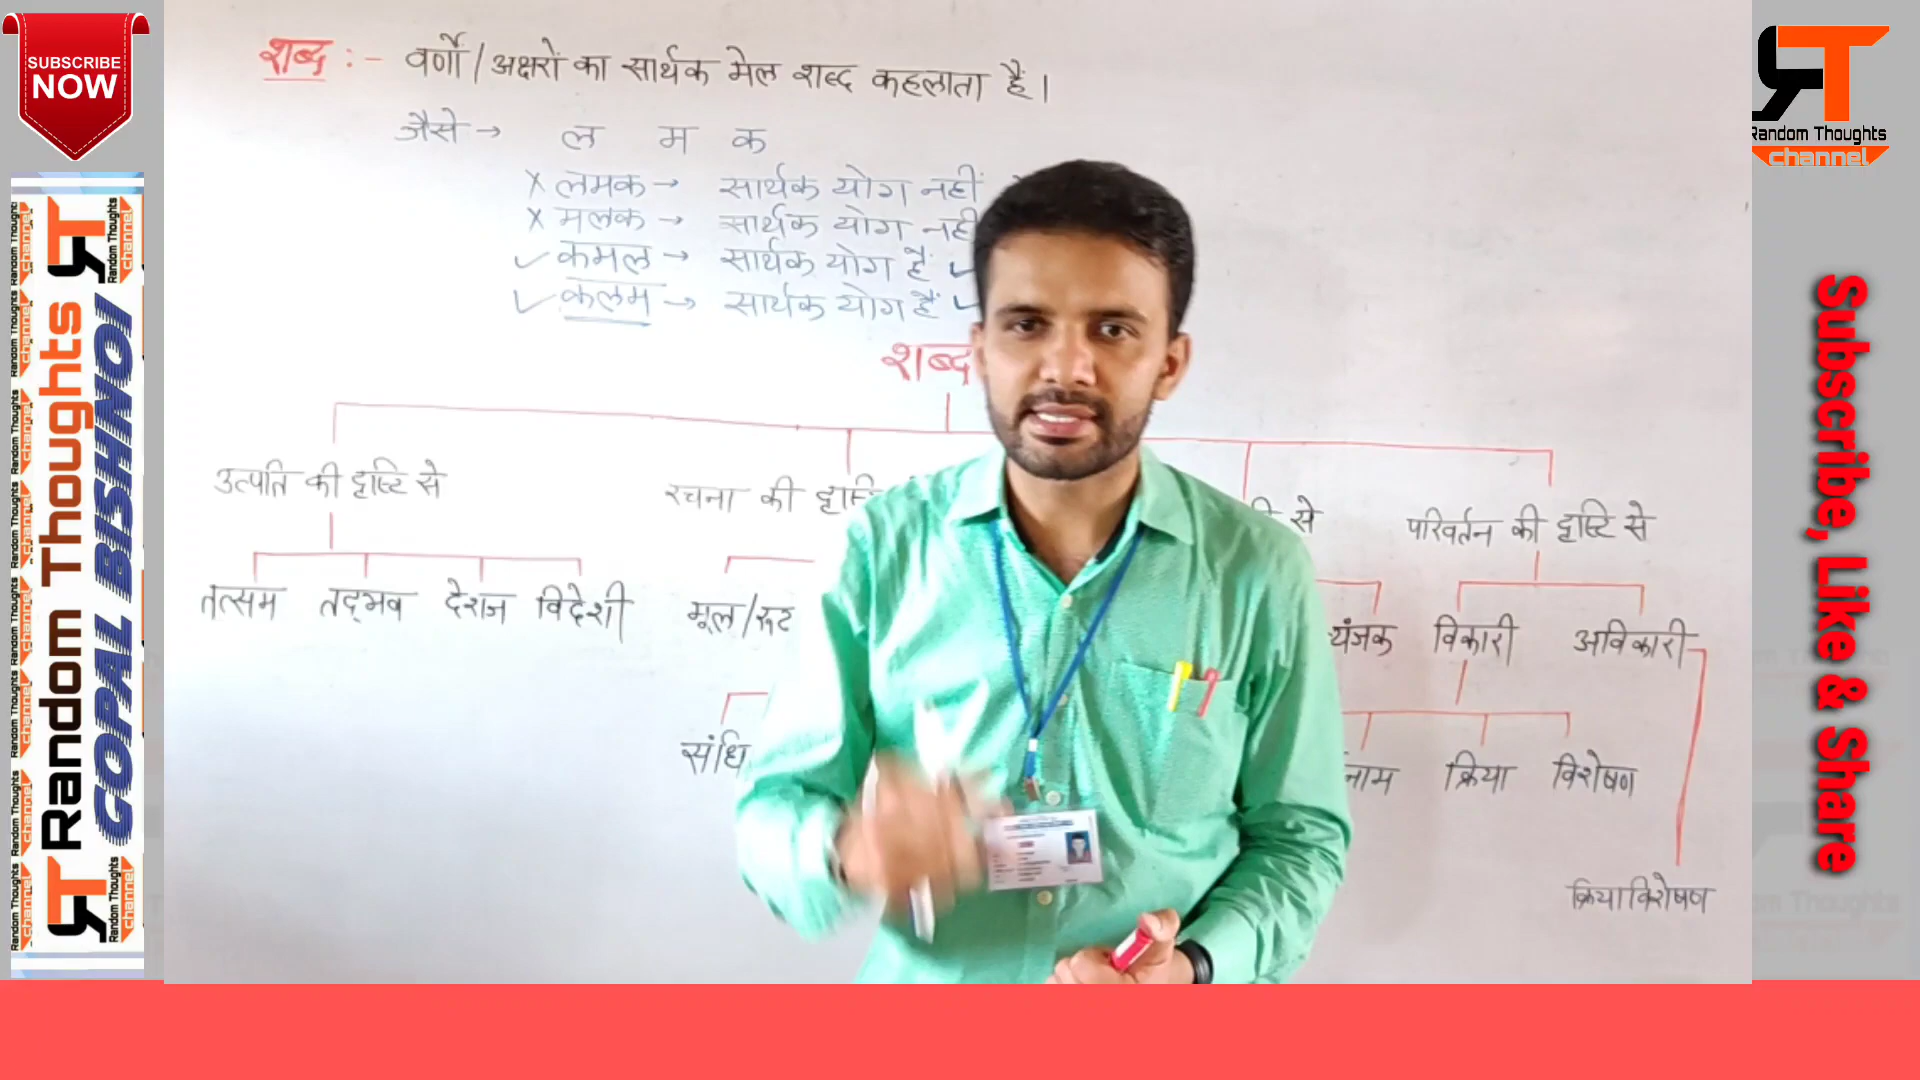 SUBSCRIBE
NOW
Random Thoughts
GOPAL BISHNOI
शब्द :- वर्णों/अक्षरों का सार्थक मेल शब्द कहलाता है।
जैसे → ल म क
x लमक → सार्थक योग नहीं
x मलक → सार्थक योग नहीं
✓ कमल → सार्थक योग है ✓
✓ कलम → सार्थक योग है ✓
शब्द
उत्पति की दृष्टि से रचना की से परिवर्तन की दृष्टि से
तत्सम तद्भव देशज विदेशी मूल/रूढ यंजक विकारी अविकारी
संधि नाम क्रिया विशेषण
क्रियाविशेषण
RT
Random Thoughts
channel
Subscribe, Like & Share